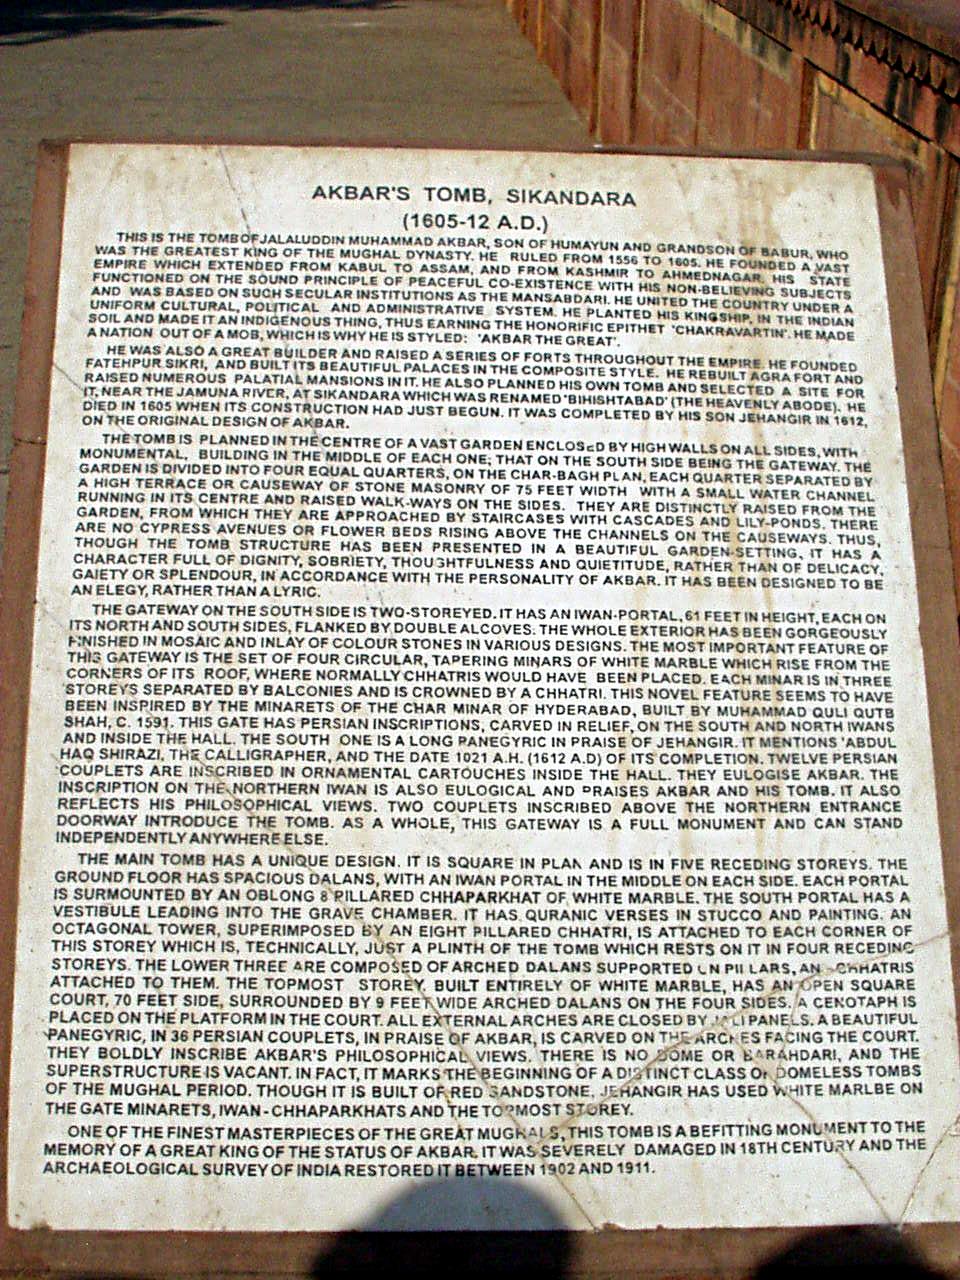 AKBAR'S TOMB, SIKANDARA
(1605-12 A.D.)
THIS IS THE TOMB OF JALALUDDIN MUHAMMAD AKBAR, SON OF HUMAYUN AND GRANDSON OF BABUR, WHO
WAS THE GREATEST KING OF THE MUGHAL DYNASTY. HE RULED FROM 1556 TO 1605. HE FOUNDED A VAST
EMPIRE WHICH EXTENDED FROM KABUL TO ASSAM, AND FROM KASHMIR TO AHMEDNAGAR. HIS STATE
FUNCTIONED ON THE SOUND PRINCIPLE OF PEACEFUL CO-EXISTENCE WITH HIS NON-BELIEVING SUBJECTS
AND WAS BASED ON SUCH SECULAR INSTITUTIONS AS THE MANSABDARI. HE UNITED THE COUNTRY UNDER A
UNIFORM CULTURAL, POLITICAL AND ADMINISTRATIVE SYSTEM. HE PLANTED HIS KINGSHIP, IN THE INDIAN
SOIL AND MADE IT AN INDIGENOUS THING, THUS EARNING THE HONORIFIC EPITHET 'CHAKRAVARTIN'. HE MADE
A NATION OUT OF A MOB, WHICH IS WHY HE IS STYLED: 'AKBAR THE GREAT'.
HE WAS ALSO A GREAT BUILDER AND RAISED A SERIES OF FORTS THROUGHOUT THE EMPIRE. HE FOUNDED
FATEHPUR SIKRI, AND BUILT ITS BEAUTIFUL PALACES IN THE COMPOSITE STYLE. HE REBUILT AGRA FORT AND
RAISED NUMEROUS PALATIAL MANSIONS IN IT. HE ALSO PLANNED HIS OWN TOMB AND SELECTED A SITE FOR
IT, NEAR THE JAMUNA RIVER, AT SIKANDARA WHICH WAS RENAMED 'BIHISHTABAD' (THE HEAVENLY ABODE). HE
DIED IN 1605 WHEN ITS CONSTRUCTION HAD JUST BEGUN. IT WAS COMPLETED BY HIS SON JEHANGIR IN 1612,
ON THE ORIGINAL DESIGN OF AKBAR.
THE TOMB IS PLANNED IN THE CENTRE OF A VAST GARDEN ENCLOSED BY HIGH WALLS ON ALL SIDES, WITH
MONUMENTAL, BUILDING IN THE MIDDLE OF EACH ONE; THAT ON THE SOUTH SIDE BEING THE GATEWAY. THE
GARDEN IS DIVIDED INTO FOUR EQUAL QUARTERS, ON THE CHAR-BAGH PLAN, EACH QUARTER SEPARATED BY
A HIGH TERRACE OR CAUSEWAY OF STONE MASONRY OF 75 FEET WIDTH WITH A SMALL WATER CHANNEL
RUNNING IN ITS CENTRE AND RAISED WALK-WAYS ON THE SIDES. THEY ARE DISTINCTLY RAISED FROM THE
GARDEN, FROM WHICH THEY ARE APPROACHED BY STAIRCASES WITH CASCADES AND LILY-PONDS. THERE
ARE NO CYPRESS AVENUES OR FLOWER BEDS RISING ABOVE THE CHANNELS ON THE CAUSEWAYS. THUS,
THOUGH THE TOMB STRUCTURE HAS BEEN PRESENTED IN A BEAUTIFUL GARDEN-SETTING, IT HAS A
CHARACTER FULL OF DIGNITY, SOBRIETY, THOUGHTFULNESS AND QUIETITUDE, RATHER THAN OF DELICACY,
GAIETY OR SPLENDOUR, IN ACCORDANCE WITH THE PERSONALITY OF AKBAR. IT HAS BEEN DESIGNED TO BE
AN ELEGY, RATHER THAN A LYRIC.
THE GATEWAY ON THE SOUTH SIDE IS TWO-STOREYED. IT HAS AN IWAN-PORTAL, 61 FEET IN HEIGHT, EACH ON
ITS NORTH AND SOUTH SIDES, FLANKED BY DOUBLE ALCOVES. THE WHOLE EXTERIOR HAS BEEN GORGEOUSLY
FINISHED IN MOSAIC AND INLAY OF COLOUR STONES IN VARIOUS DESIGNS. THE MOST IMPORTANT FEATURE OF
THIS GATEWAY IS THE SET OF FOUR CIRCULAR, TAPERING MINARS OF WHITE MARBLE WHICH RISE FROM THE
CORNERS OF ITS ROOF, WHERE NORMALLY CHHATRIS WOULD HAVE BEEN PLACED. EACH MINAR IS IN THREE
STOREYS SEPARATED BY BALCONIES AND IS CROWNED BY A CHHATRI. THIS NOVEL FEATURE SEEMS TO HAVE
BEEN INSPIRED BY THE MINARETS OF THE CHAR MINAR OF HYDERABAD, BUILT BY MUHAMMAD QULI QUTB
SHAH, C. 1591. THIS GATE HAS PERSIAN INSCRIPTIONS, CARVED IN RELIEF, ON THE SOUTH AND NORTH IWANS
AND INSIDE THE HALL. THE SOUTH ONE IS A LONG PANEGYRIC IN PRAISE OF JEHANGIR. IT MENTIONS 'ABDUL
HAQ SHIRAZI, THE CALLIGRAPHER, AND THE DATE 1021 A.H. (1612 A.D) OF ITS COMPLETION. TWELVE PERSIAN
COUPLETS ARE INSCRIBED IN ORNAMENTAL CARTOUCHES INSIDE THE HALL. THEY EULOGISE AKBAR. THE
INSCRIPTION ON THE NORTHERN IWAN IS ALSO EULOGICAL AND PRAISES AKBAR AND HIS TOMB. IT ALSO
REFLECTS HIS PHILOSOPHICAL VIEWS. TWO COUPLETS INSCRIBED ABOVE THE NORTHERN ENTRANCE
DOORWAY INTRODUCE THE TOMB. AS A WHOLE, THIS GATEWAY IS A FULL MONUMENT AND CAN STAND
INDEPENDENTLY ANYWHERE ELSE.
THE MAIN TOMB HAS A UNIQUE DESIGN. IT IS SQUARE IN PLAN AND IS IN FIVE RECEDING STOREYS. THE
GROUND FLOOR HAS SPACIOUS DALANS, WITH AN IWAN PORTAL IN THE MIDDLE ON EACH SIDE. EACH PORTAL
IS SURMOUNTED BY AN OBLONG 8 PILLARED CHHAPARKHAT OF WHITE MARBLE. THE SOUTH PORTAL HAS A
VESTIBULE LEADING INTO THE GRAVE CHAMBER. IT HAS QURANIC VERSES IN STUCCO AND PAINTING. AN
OCTAGONAL TOWER, SUPERIMPOSED BY AN EIGHT PILLARED CHHATRI, IS ATTACHED TO EACH CORNER OF
THIS STOREY WHICH IS, TECHNICALLY, JUST A PLINTH OF THE TOMB WHICH RESTS ON IT IN FOUR RECEDING
STOREYS. THE LOWER THREE ARE COMPOSED OF ARCHED DALANS SUPPORTED ON PILLARS, AN CHHATRIS
ATTACHED TO THEM. THE TOPMOST STOREY, BUILT ENTIRELY OF WHITE MARBLE, HAS AN OPEN SQUARE
COURT, 70 FEET SIDE, SURROUNDED BY 9 FEET WIDE ARCHED DALANS ON THE FOUR SIDES. A CENOTAPH IS
PLACED ON THE PLATFORM IN THE COURT. ALL EXTERNAL ARCHES ARE CLOSED BY JALI PANELS. A BEAUTIFUL
PANEGYRIC, IN 36 PERSIAN COUPLETS, IN PRAISE OF AKBAR, IS CARVED ON THE ARCHES FACING THE COURT.
THEY BOLDLY INSCRIBE AKBAR'S PHILOSOPHICAL VIEWS. THERE IS NO DOME OR BARAHDARI, AND THE
SUPERSTRUCTURE IS VACANT. IN FACT, IT MARKS THE BEGINNING OF A DISTINCT CLASS OF DOMELESS TOMBS
OF THE MUGHAL PERIOD. THOUGH IT IS BUILT OF RED SANDSTONE, JEHANGIR HAS USED WHITE MARLBE ON
THE GATE MINARETS, IWAN-CHHAPARKHATS AND THE TOPMOST STOREY.
ONE OF THE FINEST MASTERPIECES OF THE GREAT MUGHALS, THIS TOMB IS A BEFITTING MONUMENT TO THE
MEMORY OF A GREAT KING OF THE STATUS OF AKBAR. IT WAS SEVERELY DAMAGED IN 18TH CENTURY AND THE
ARCHAEOLOGICAL SURVEY OF INDIA RESTORED IT BETWEEN 1902 AND 1911.